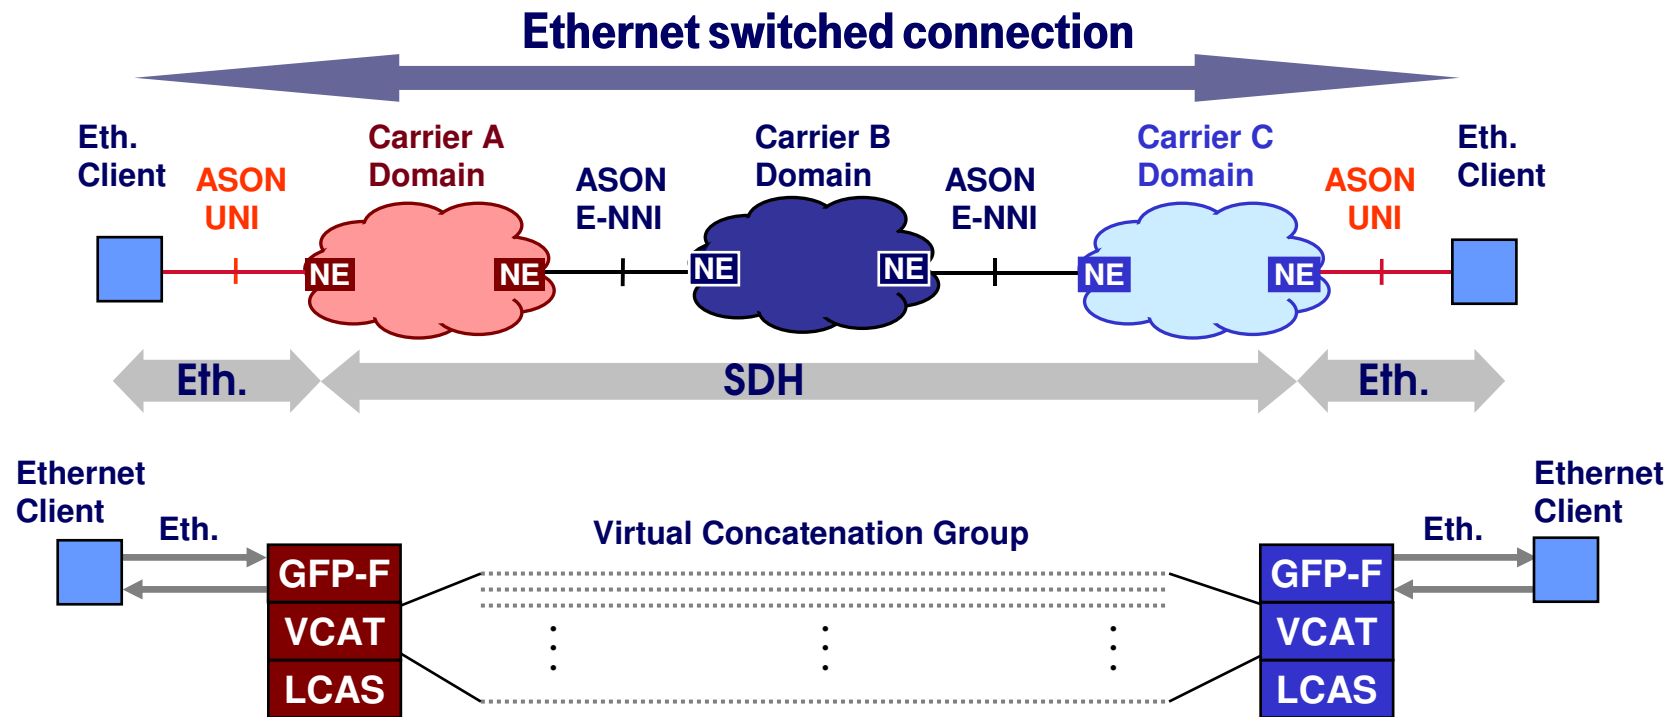 Ethernet switched connection
Eth.
Client
ASON
UNI
Carrier A
Domain
ASON
E-NNI
Carrier B
Domain
ASON
E-NNI
Carrier C
Domain
ASON
UNI
Eth.
Client
NE
NE
NE
NE
NE
NE
Eth.
SDH
Eth.
Ethernet
Client
Eth.
Virtual Concatenation Group
Eth.
Ethernet
Client
GFP-F
VCAT
LCAS
GFP-F
VCAT
LCAS